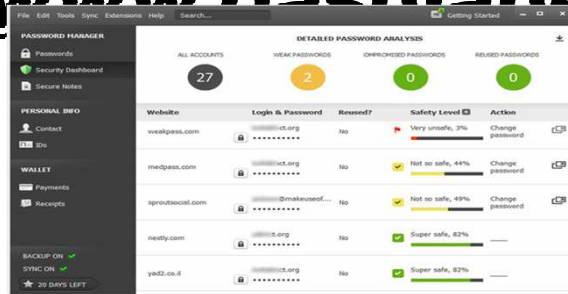 File Edit Tools Sync Extensions Help Search... Getting Started
PASSWORD MANAGER
Passwords
Security Dashboard
Secure Notes
PERSONAL INFO
Contact
IDs
WALLET
Payments
Receipts
BACKUP ON
SYNC ON
20 DAYS LEFT
DETAILED PASSWORD ANALYSIS
ALL ACCOUNTS WEAK PASSWORDS OMPROMISED PASSWORDS REUSED PASSWORDS
27 2 0 0
Website Login & Password Reused? Safety Level Action
weakpass.com ct.org No Very unsafe, 3% Change password
medpass.com ct.org No Not so safe, 44% Change password
sproutsocial.com @makeuseof... No Not so safe, 49% Change password
nestly.com t.org No Super safe, 82%
yad2.co.il t.org No Super safe, 82%